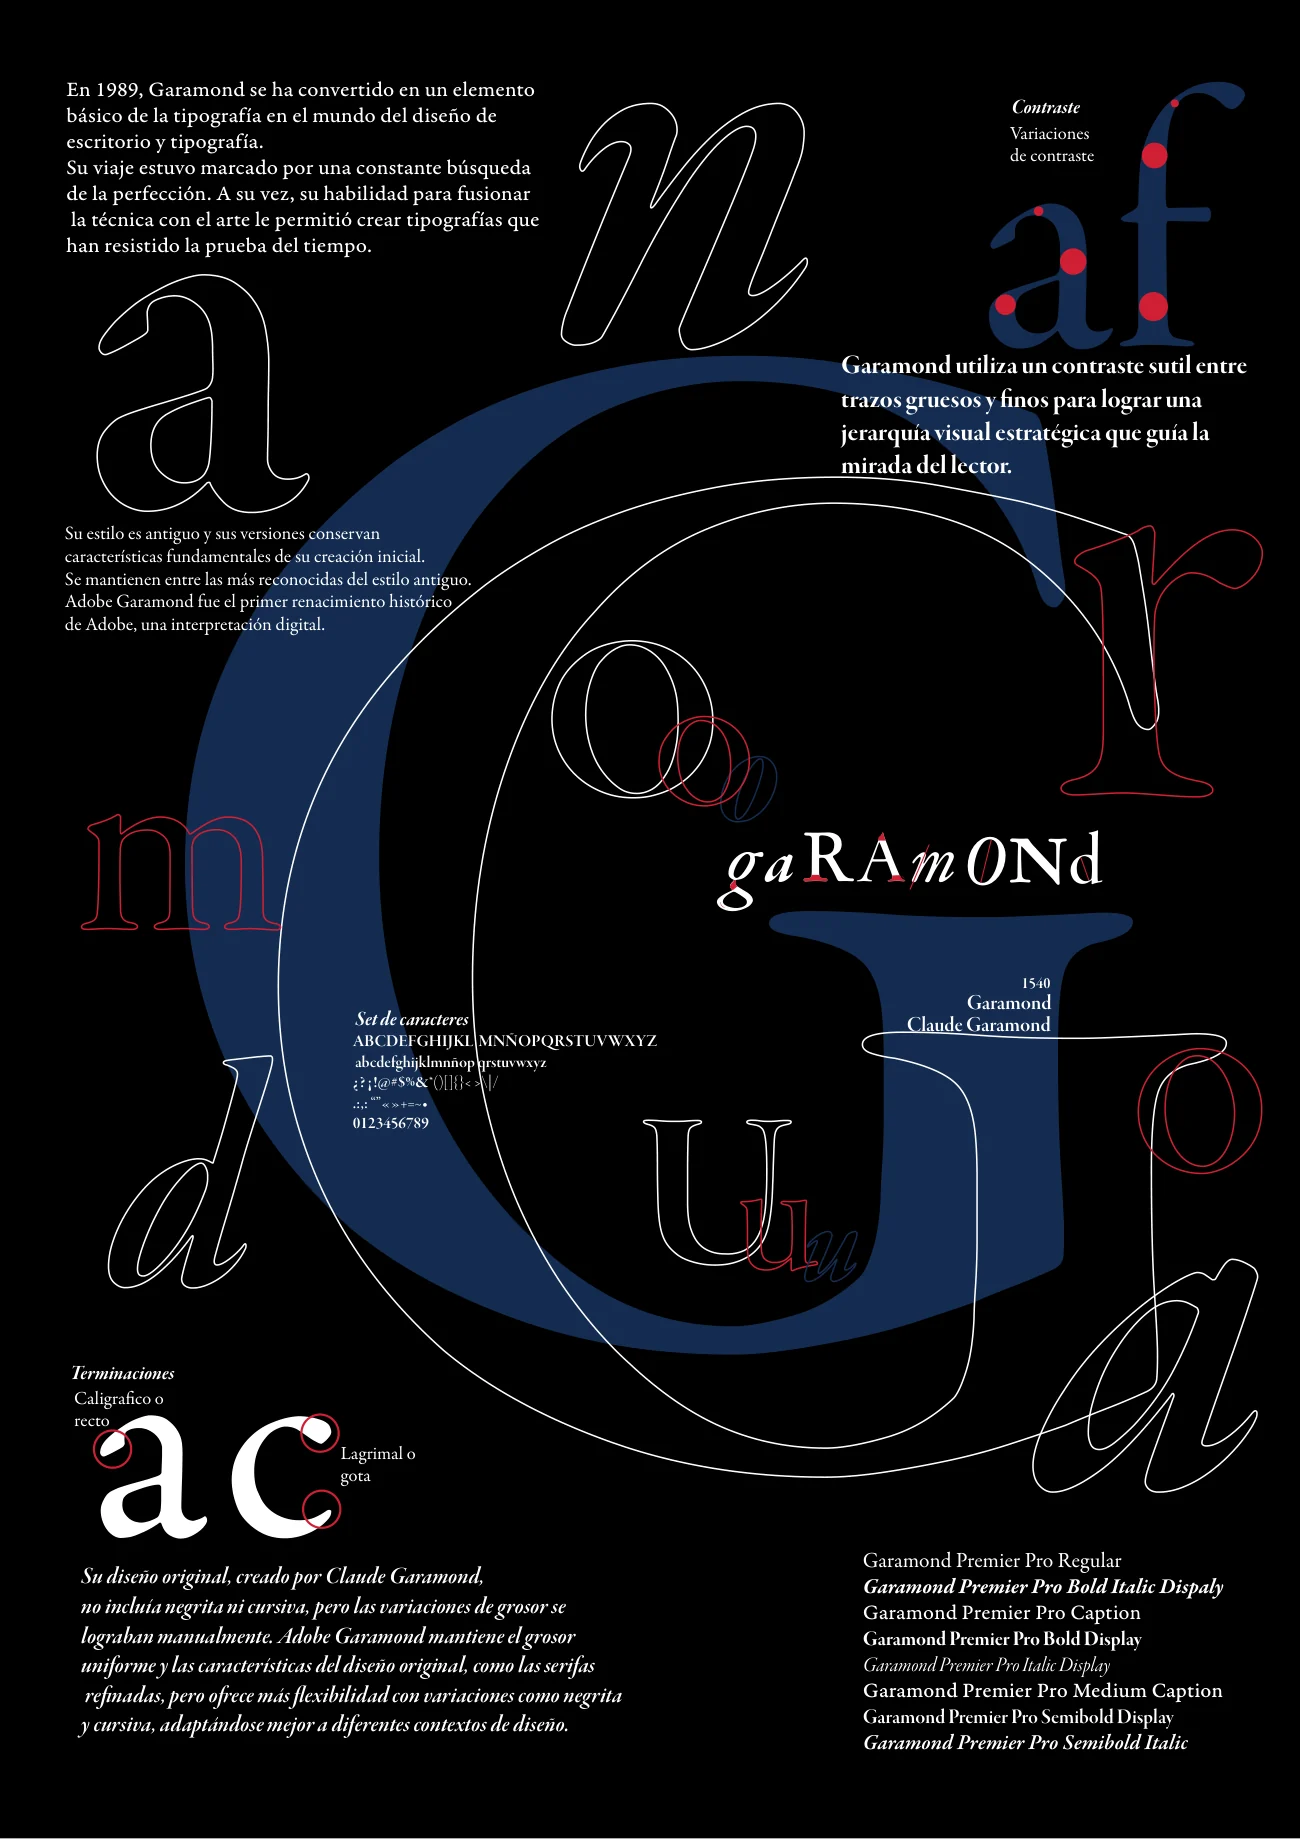 En 1989, Garamond se ha convertido en un elemento
básico de la tipografía en el mundo del diseño de
escritorio y tipografía.
Su viaje estuvo marcado por una constante búsqueda
de la perfección. A su vez, su habilidad para fusionar
la técnica con el arte le permitió crear tipografías que
han resistido la prueba del tiempo.
n
Contraste
Variaciones
de contraste
af
Garamond utiliza un contraste sutil entre
trazos gruesos y finos para lograr una
jerarquía visual estratégica que guía la
mirada del lector.
a
Su estilo es antiguo y sus versiones conservan
características fundamentales de su creación inicial.
Se mantienen entre las más reconocidas del estilo antiguo.
Adobe Garamond fue el primer renacimiento histórico
de Adobe, una interpretación digital.
G
G
r
o
o
o
m
gaRAmONd
1540
Garamond
Claude Garamond
Set de caracteres
ABCDEFGHIJKLMNÑOPQRSTUVWXYZ
abcdefghijklmnñopqrstuvwxyz
¿?¡!@#$%&*()[]{}<>\|/
.:,; “” «»+=~•
0123456789
o
d
u
u
u
a
Terminaciones
Caligrafico o
recto
ac
Lagrimal o
gota
Su diseño original, creado por Claude Garamond,
no incluía negrita ni cursiva, pero las variaciones de grosor se
lograban manualmente. Adobe Garamond mantiene el grosor
uniforme y las características del diseño original, como las serifas
refinadas, pero ofrece más flexibilidad con variaciones como negrita
y cursiva, adaptándose mejor a diferentes contextos de diseño.
Garamond Premier Pro Regular
Garamond Premier Pro Bold Italic Dispaly
Garamond Premier Pro Caption
Garamond Premier Pro Bold Display
Garamond Premier Pro Italic Display
Garamond Premier Pro Medium Caption
Garamond Premier Pro Semibold Display
Garamond Premier Pro Semibold Italic